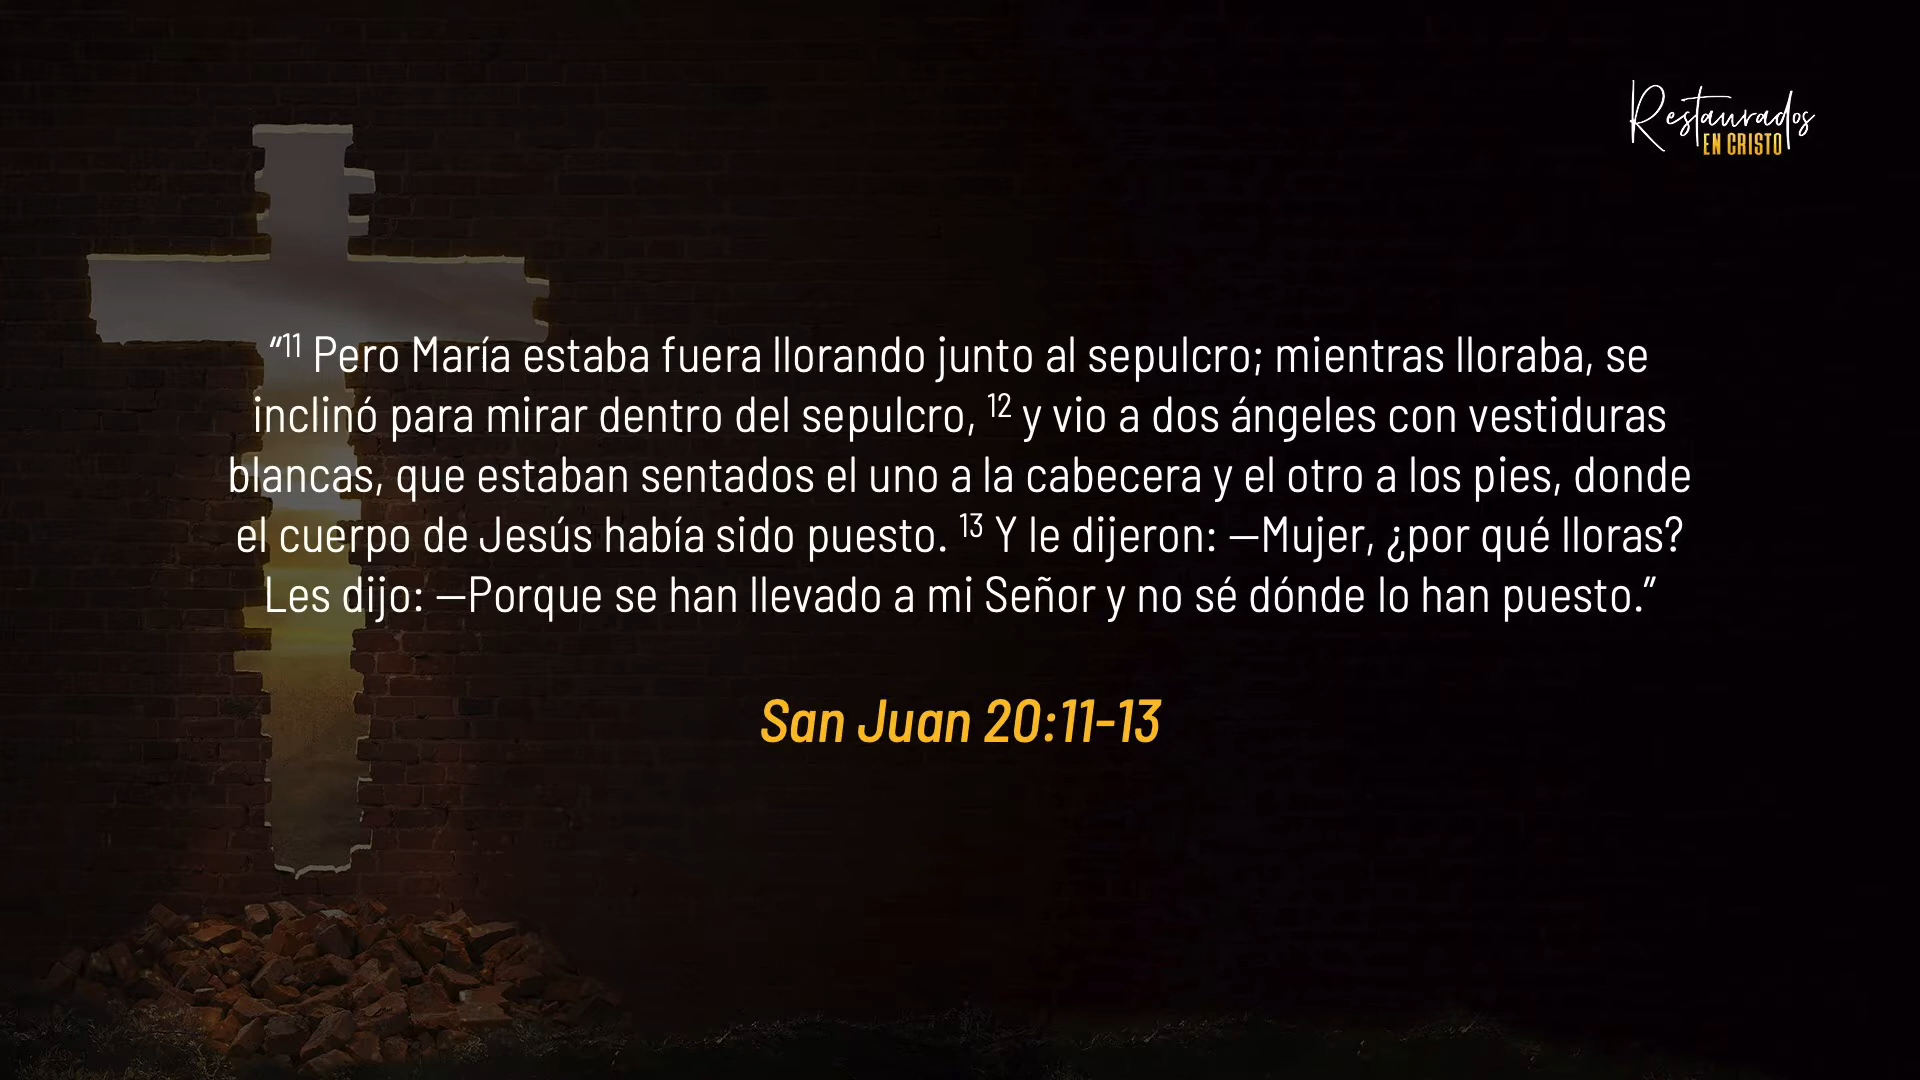 Restaurados
EN CRISTO
“¹¹ Pero María estaba fuera llorando junto al sepulcro; mientras lloraba, se
inclinó para mirar dentro del sepulcro, ¹² y vio a dos ángeles con vestiduras
blancas, que estaban sentados el uno a la cabecera y el otro a los pies, donde
el cuerpo de Jesús había sido puesto. ¹³ Y le dijeron: —Mujer, ¿por qué lloras?
Les dijo: —Porque se han llevado a mi Señor y no sé dónde lo han puesto.”
San Juan 20:11-13